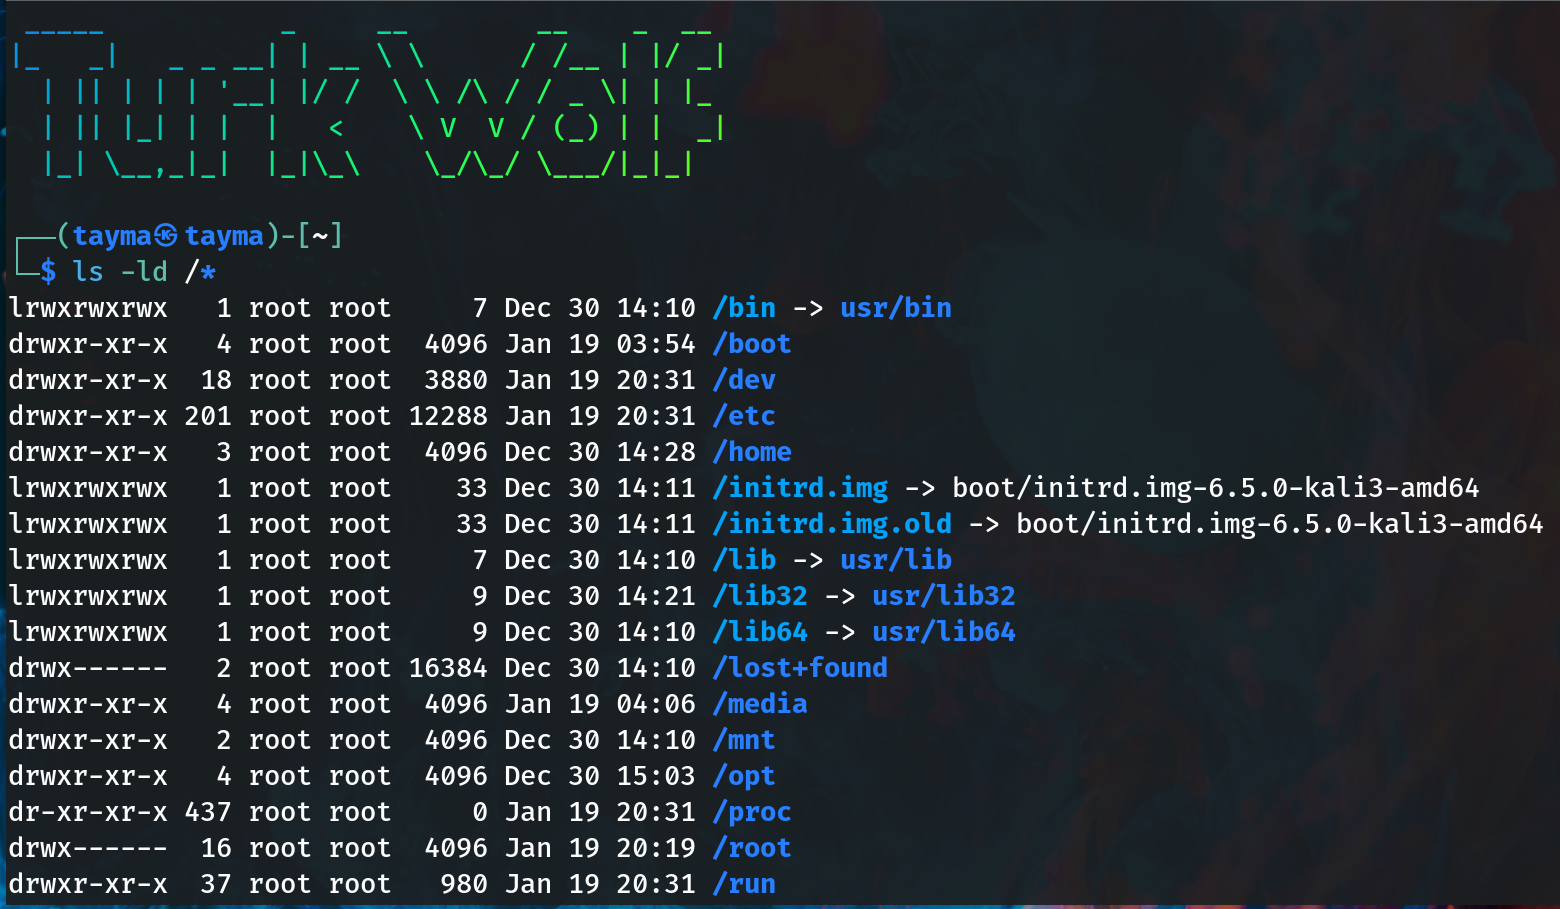 _____           _     __        __    _  __
|_   _|   _ _ __| | __ \ \      / /__ | |/ _|
  | || | | | '__| |/ /  \ \ /\ / / _ \| | |_
  | || |_| | |  |   <    \ V  V / (_) | |  _|
  |_| \__,_|_|  |_|\_\    \_/\_/ \___/|_|_|
┌──(tayma㉿tayma)-[~]
└─$ ls -ld /*
lrwxrwxrwx   1 root root     7 Dec 30 14:10 /bin -> usr/bin
drwxr-xr-x   4 root root  4096 Jan 19 03:54 /boot
drwxr-xr-x  18 root root  3880 Jan 19 20:31 /dev
drwxr-xr-x 201 root root 12288 Jan 19 20:31 /etc
drwxr-xr-x   3 root root  4096 Dec 30 14:28 /home
lrwxrwxrwx   1 root root    33 Dec 30 14:11 /initrd.img -> boot/initrd.img-6.5.0-kali3-amd64
lrwxrwxrwx   1 root root    33 Dec 30 14:11 /initrd.img.old -> boot/initrd.img-6.5.0-kali3-amd64
lrwxrwxrwx   1 root root     7 Dec 30 14:10 /lib -> usr/lib
lrwxrwxrwx   1 root root     9 Dec 30 14:21 /lib32 -> usr/lib32
lrwxrwxrwx   1 root root     9 Dec 30 14:10 /lib64 -> usr/lib64
drwx------   2 root root 16384 Dec 30 14:10 /lost+found
drwxr-xr-x   4 root root  4096 Jan 19 04:06 /media
drwxr-xr-x   2 root root  4096 Dec 30 14:10 /mnt
drwxr-xr-x   4 root root  4096 Dec 30 15:03 /opt
dr-xr-xr-x 437 root root     0 Jan 19 20:31 /proc
drwx------  16 root root  4096 Jan 19 20:19 /root
drwxr-xr-x  37 root root   980 Jan 19 20:31 /run